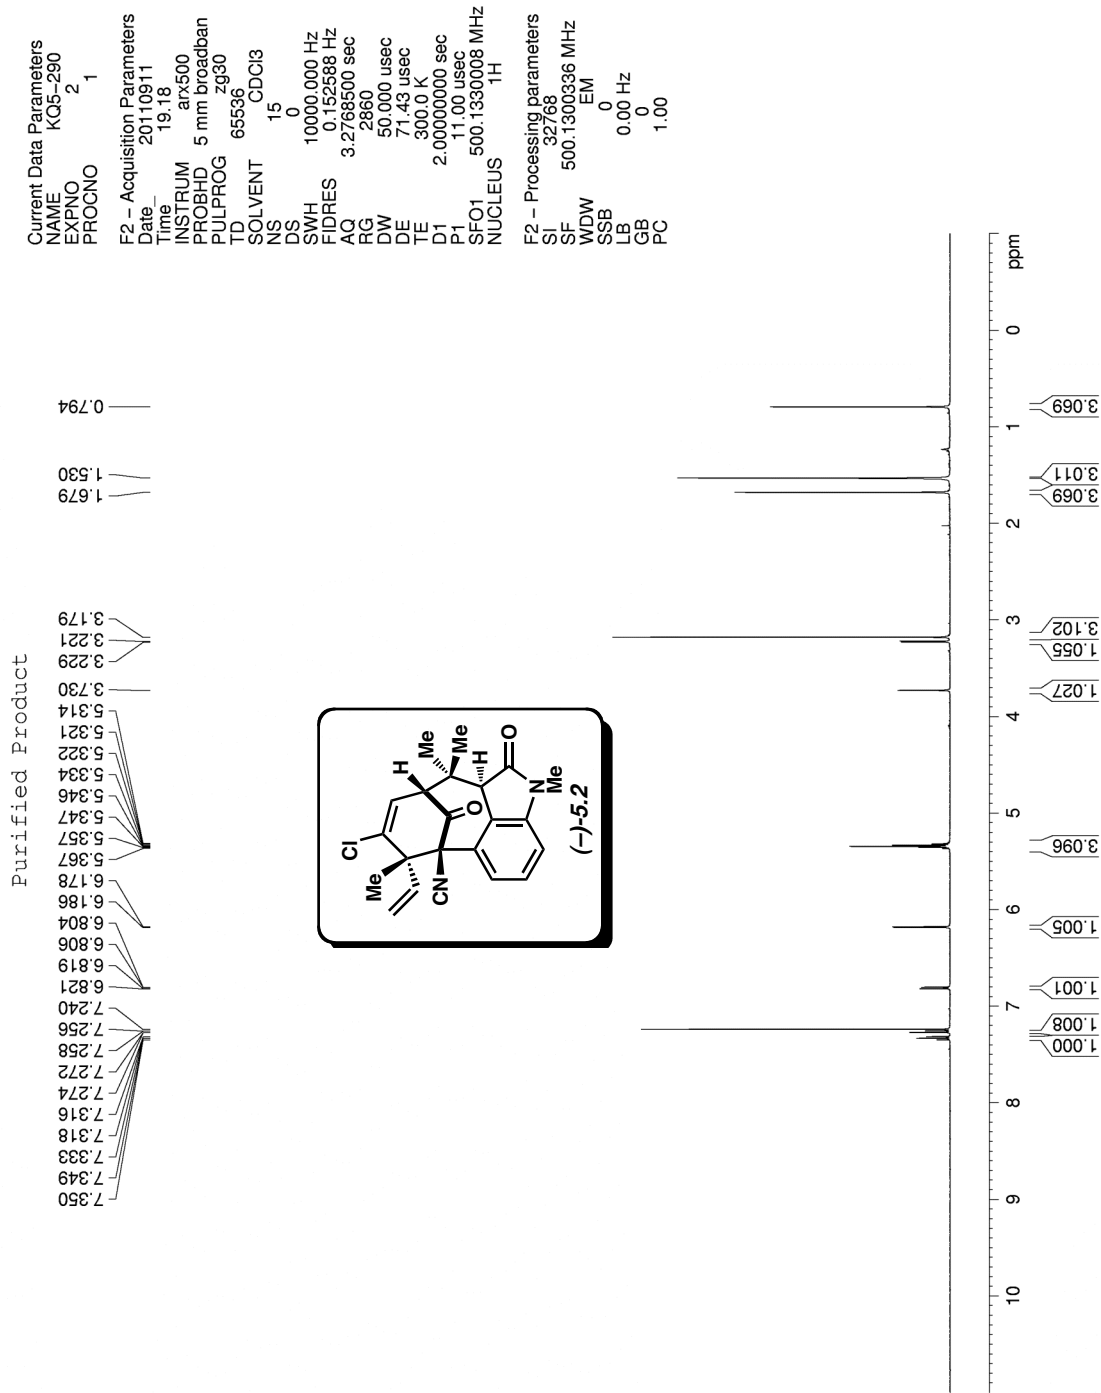 Current Data Parameters
NAME KQ5-290
EXPNO 2
PROCNO 1
F2 - Acquisition Parameters
Date_ 20110911
Time 19.18
INSTRUM arx500
PROBHD 5 mm broadban
PULPROG zg30
TD 65536
SOLVENT CDCl3
NS 15
DS 0
SWH 10000.000 Hz
FIDRES 0.152588 Hz
AQ 3.2768500 sec
RG 2860
DW 50.000 usec
DE 71.43 usec
TE 300.0 K
D1 2.00000000 sec
P1 11.00 usec
SFO1 500.1330008 MHz
NUCLEUS 1H
F2 - Processing parameters
SI 32768
SF 500.1300336 MHz
WDW EM
SSB 0
LB 0.00 Hz
GB 0
PC 1.00
Purified Product
7.350
7.349
7.333
7.318
7.316
7.274
7.272
7.258
7.256
7.240
6.821
6.819
6.806
6.804
6.186
6.178
5.367
5.357
5.347
5.346
5.334
5.322
5.321
5.314
3.730
3.229
3.221
3.179
1.679
1.530
0.794
Cl
H
Me
Me
Me
H
O
O
CN
N
Me
(–)-5.2
10
9
8
7
6
5
4
3
2
1
0
ppm
1.000
1.008
1.001
1.005
3.096
1.027
1.055
3.102
3.069
3.011
3.069